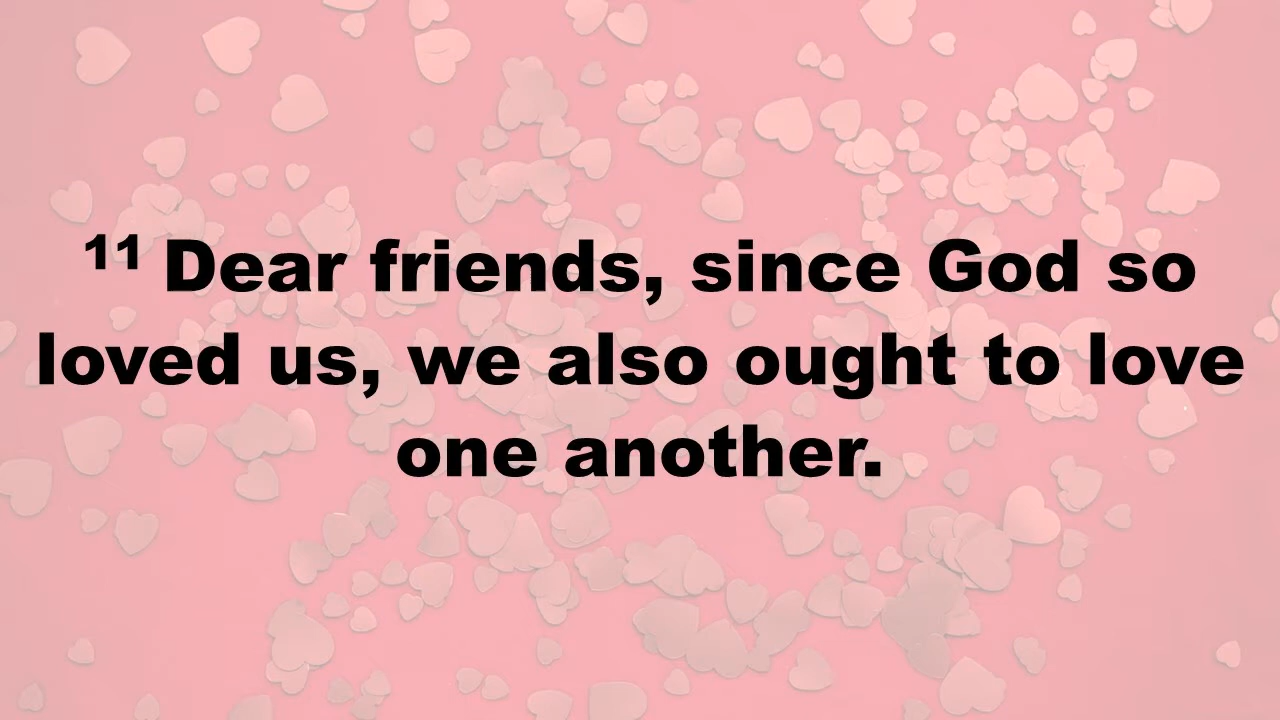 ¹¹ Dear friends, since God so
loved us, we also ought to love
one another.